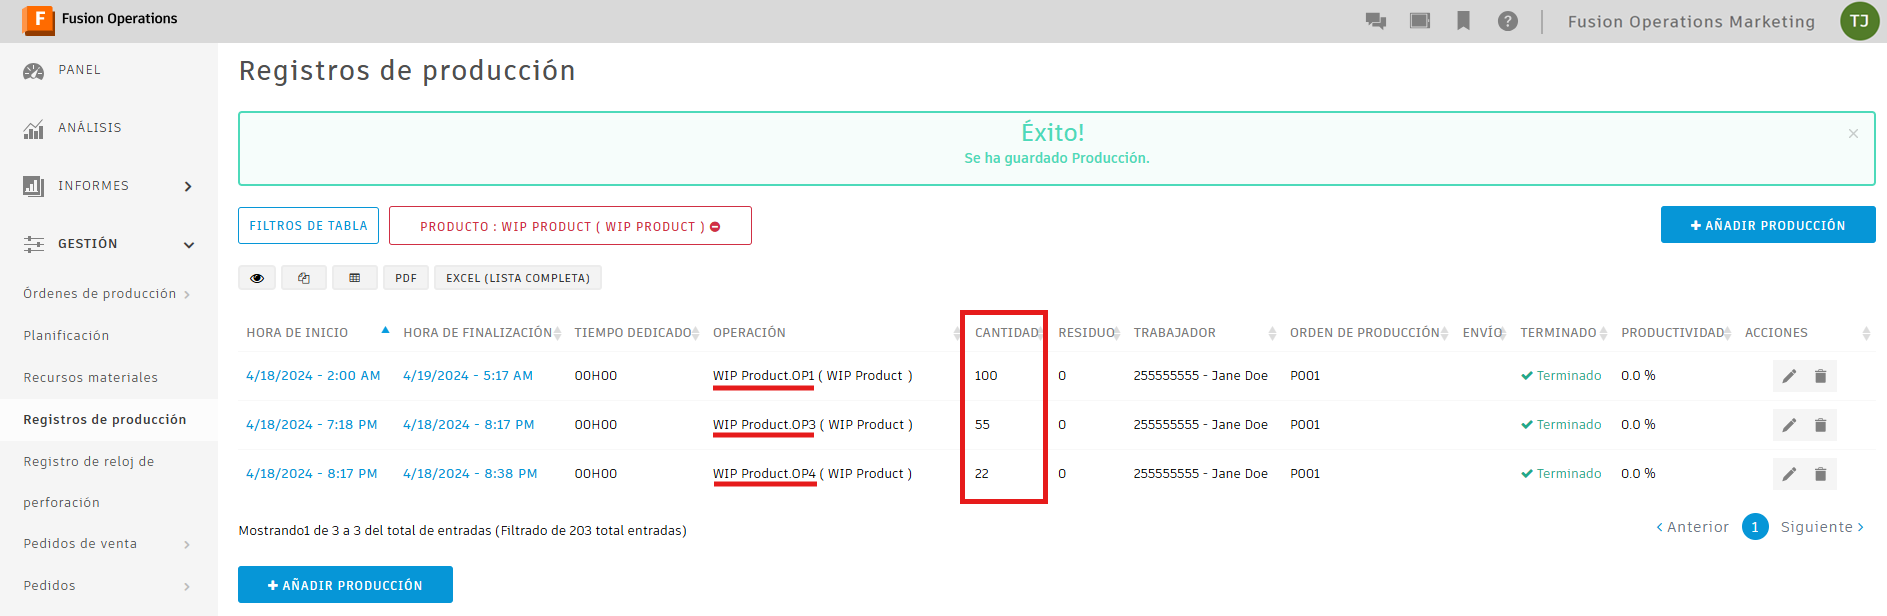 F Fusion Operations
? Fusion Operations Marketing TJ
PANEL
ANÁLISIS
INFORMES
GESTIÓN
Órdenes de producción
Planificación
Recursos materiales
Registros de producción
Registro de reloj de
perforación
Pedidos de venta
Pedidos
Registros de producción
Éxito!
Se ha guardado Producción.
FILTROS DE TABLA
PRODUCTO : WIP PRODUCT ( WIP PRODUCT )
AÑADIR PRODUCCIÓN
PDF
EXCEL (LISTA COMPLETA)
HORA DE INICIO HORA DE FINALIZACIÓN TIEMPO DEDICADO OPERACIÓN CANTIDAD RESIDUO TRABAJADOR ORDEN DE PRODUCCIÓN ENVÍO TERMINADO PRODUCTIVIDAD ACCIONES
4/18/2024 - 2:00 AM 4/19/2024 - 5:17 AM 00H00 WIP Product.OP1 ( WIP Product ) 100 0 255555555 - Jane Doe P001 Terminado 0.0 %
4/18/2024 - 7:18 PM 4/18/2024 - 8:17 PM 00H00 WIP Product.OP3 ( WIP Product ) 55 0 255555555 - Jane Doe P001 Terminado 0.0 %
4/18/2024 - 8:17 PM 4/18/2024 - 8:38 PM 00H00 WIP Product.OP4 ( WIP Product ) 22 0 255555555 - Jane Doe P001 Terminado 0.0 %
Mostrando1 de 3 a 3 del total de entradas (Filtrado de 203 total entradas)
Anterior 1 Siguiente
AÑADIR PRODUCCIÓN